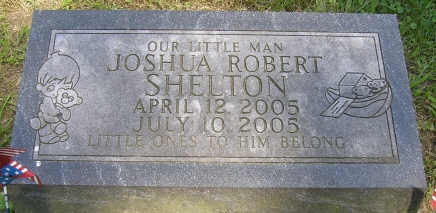 OUR LITTLE MAN
JOSHUA ROBERT
SHELTON
APRIL 12 2005
JULY 10 2005
LITTLE ONES TO HIM BELONG